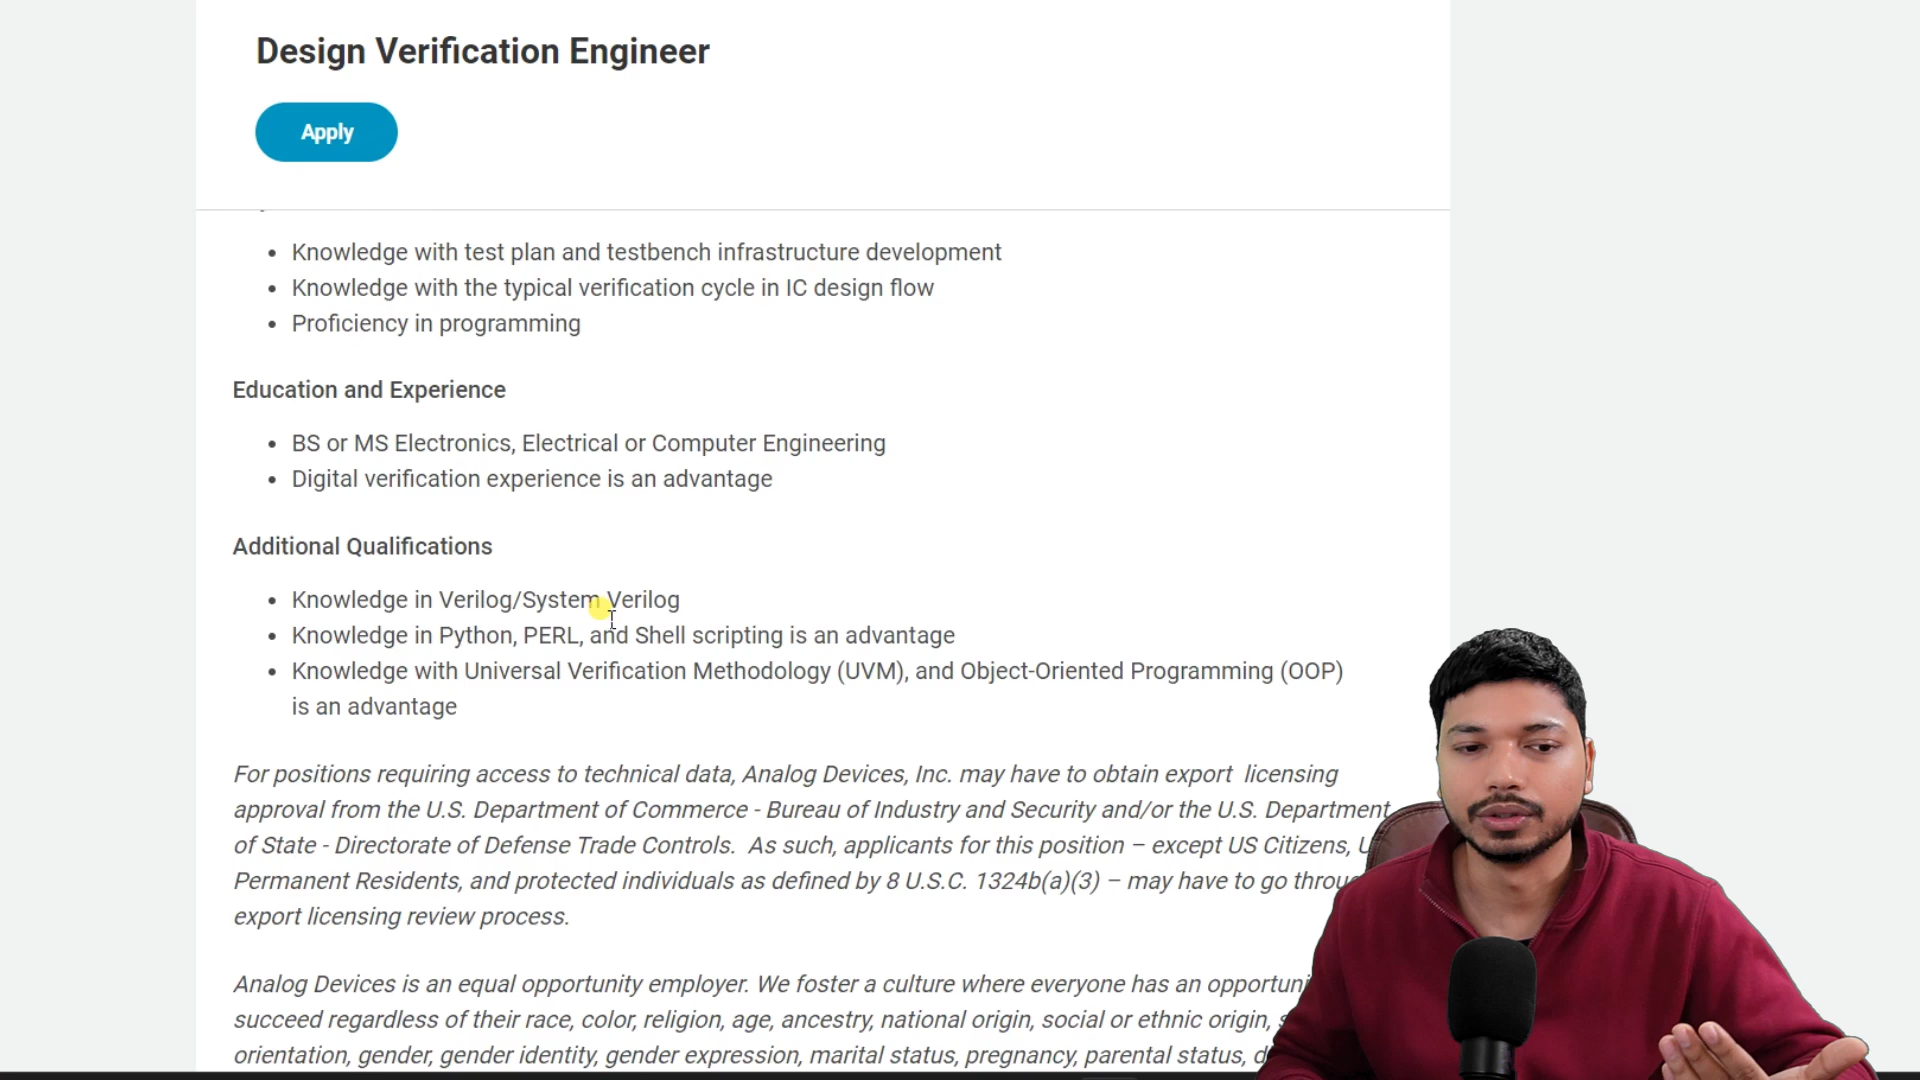 Design Verification Engineer
Apply
Knowledge with test plan and testbench infrastructure development
Knowledge with the typical verification cycle in IC design flow
Proficiency in programming
Education and Experience
BS or MS Electronics, Electrical or Computer Engineering
Digital verification experience is an advantage
Additional Qualifications
Knowledge in Verilog/System Verilog
Knowledge in Python, PERL, and Shell scripting is an advantage
Knowledge with Universal Verification Methodology (UVM), and Object-Oriented Programming (OOP)
is an advantage
For positions requiring access to technical data, Analog Devices, Inc. may have to obtain export licensing
approval from the U.S. Department of Commerce - Bureau of Industry and Security and/or the U.S. Department
of State - Directorate of Defense Trade Controls. As such, applicants for this position – except US Citizens,
Permanent Residents, and protected individuals as defined by 8 U.S.C. 1324b(a)(3) – may have to go
export licensing review process.
Analog Devices is an equal opportunity employer. We foster a culture where everyone has an
succeed regardless of their race, color, religion, age, ancestry, national origin, social or ethnic origin,
orientation, gender, gender identity, gender expression, marital status, pregnancy, parental status,